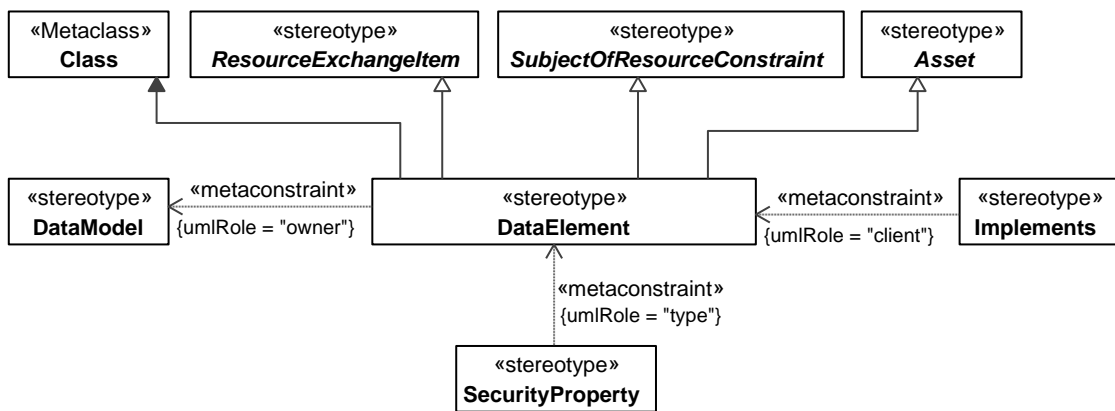 «Metaclass»
Class
«stereotype»
ResourceExchangeItem
«stereotype»
SubjectOfResourceConstraint
«stereotype»
Asset
«stereotype»
DataModel
«metaconstraint»
{umlRole = "owner"}
«stereotype»
DataElement
«metaconstraint»
{umlRole = "client"}
«stereotype»
Implements
«metaconstraint»
{umlRole = "type"}
«stereotype»
SecurityProperty